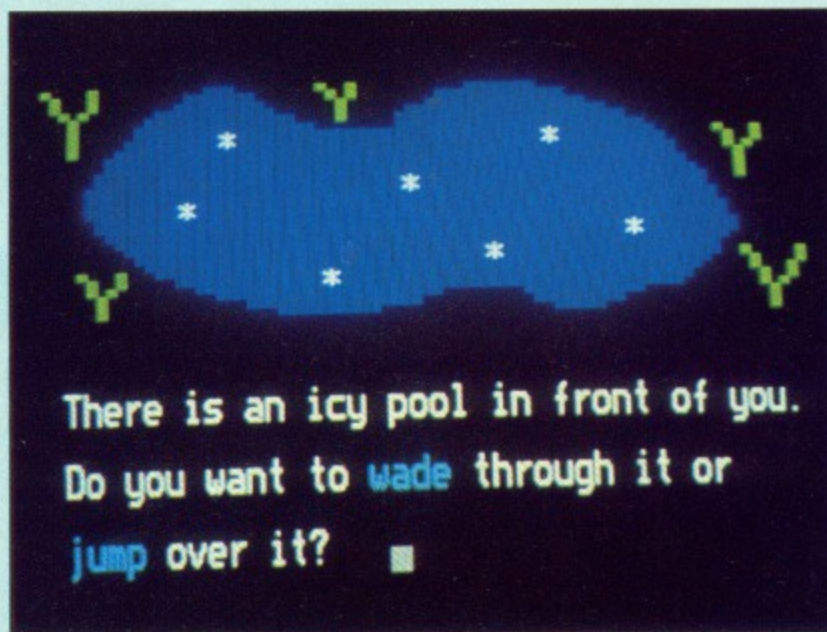 There is an icy pool in front of you.
Do you want to wade through it or
jump over it?